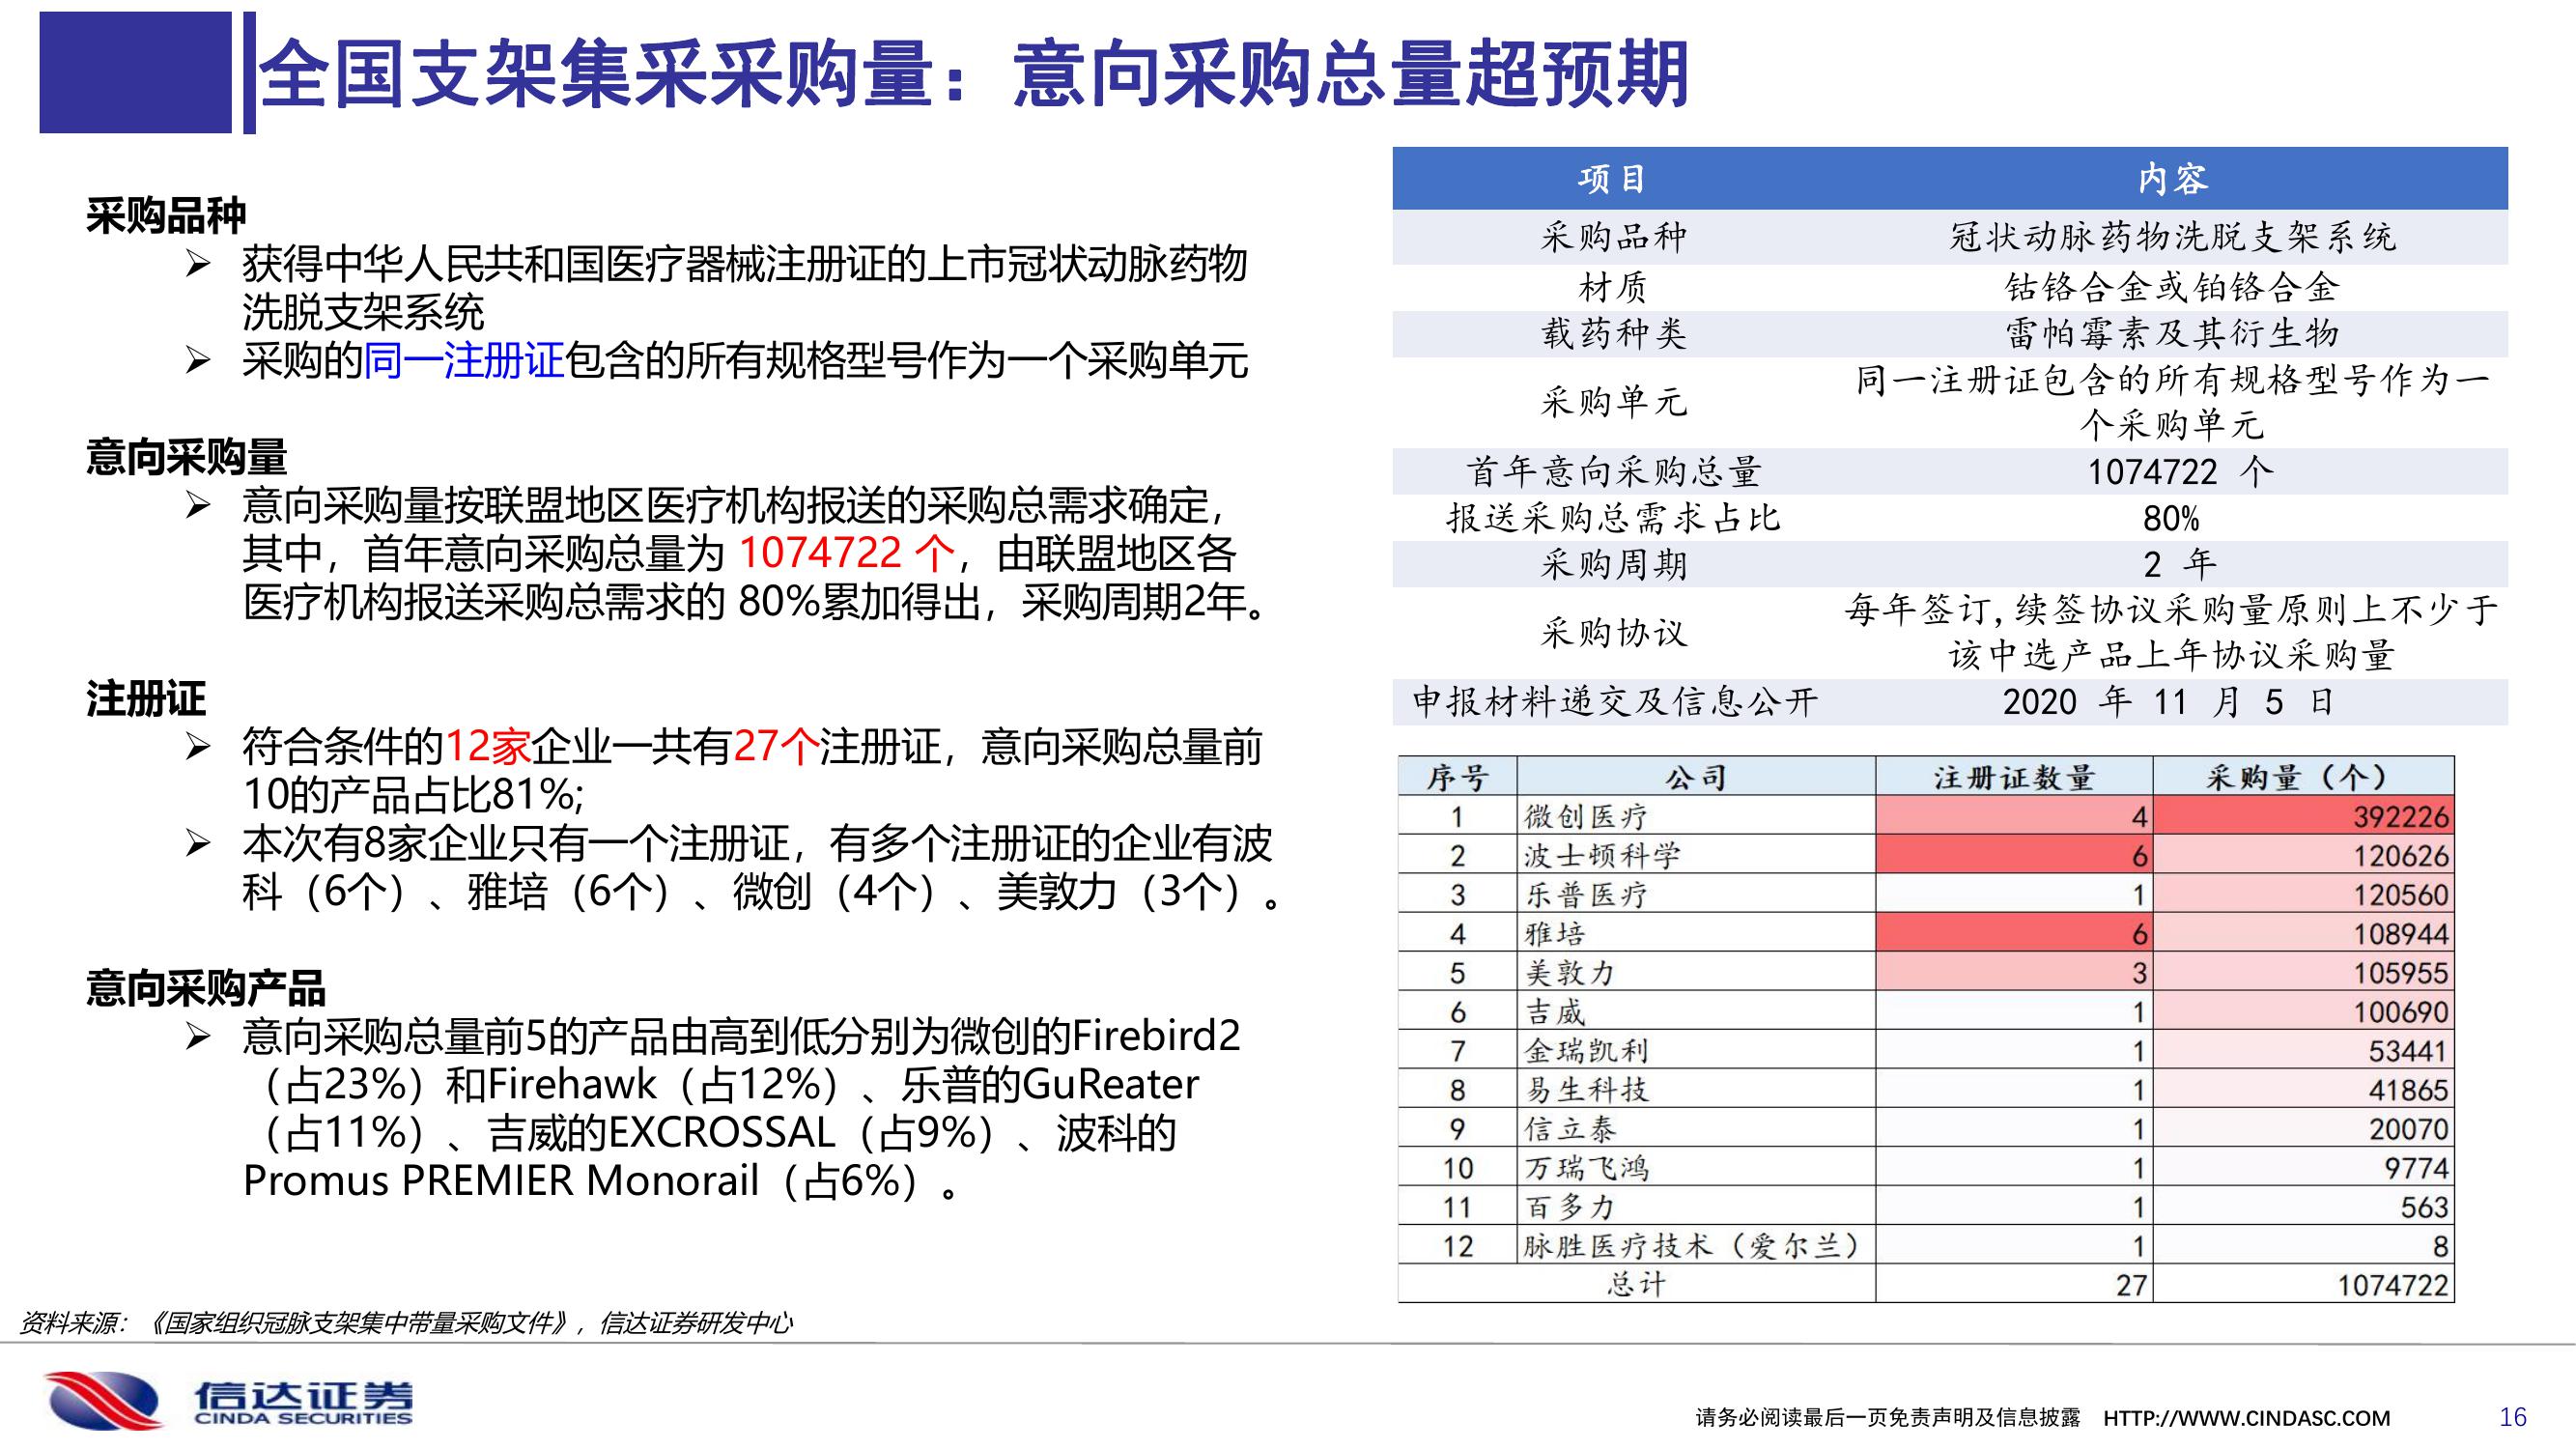 全国支架集采采购量：意向采购总量超预期
采购品种
➢ 获得中华人民共和国医疗器械注册证的上市冠状动脉药物
洗脱支架系统
➢ 采购的同一注册证包含的所有规格型号作为一个采购单元
意向采购量
➢ 意向采购量按联盟地区医疗机构报送的采购总需求确定，
其中，首年意向采购总量为 1074722 个，由联盟地区各
医疗机构报送采购总需求的 80%累加得出，采购周期2年。
注册证
➢ 符合条件的12家企业一共有27个注册证，意向采购总量前
10的产品占比81%;
➢ 本次有8家企业只有一个注册证，有多个注册证的企业有波
科（6个）、雅培（6个）、微创（4个）、美敦力（3个）。
意向采购产品
➢ 意向采购总量前5的产品由高到低分别为微创的Firebird2
（占23%）和Firehawk（占12%）、乐普的GuReater
（占11%）、吉威的EXCROSSAL（占9%）、波科的
Promus PREMIER Monorail（占6%）。
项目 内容
采购品种 冠状动脉药物洗脱支架系统
材质 钴铬合金或铂铬合金
载药种类 雷帕霉素及其衍生物
采购单元 同一注册证包含的所有规格型号作为一
个采购单元
首年意向采购总量 1074722 个
报送采购总需求占比 80%
采购周期 2 年
采购协议 每年签订,续签协议采购量原则上不少于
该中选产品上年协议采购量
申报材料递交及信息公开 2020 年 11 月 5 日
序号 公司 注册证数量 采购量（个）
1 微创医疗 4 392226
2 波士顿科学 6 120626
3 乐普医疗 1 120560
4 雅培 6 108944
5 美敦力 3 105955
6 吉威 1 100690
7 金瑞凯利 1 53441
8 易生科技 1 41865
9 信立泰 1 20070
10 万瑞飞鸿 1 9774
11 百多力 1 563
12 脉胜医疗技术（爱尔兰） 1 8
总计 27 1074722
资料来源：《国家组织冠脉支架集中带量采购文件》，信达证券研发中心
信达证券
CINDA SECURITIES
请务必阅读最后一页免责声明及信息披露 HTTP://WWW.CINDASC.COM 16